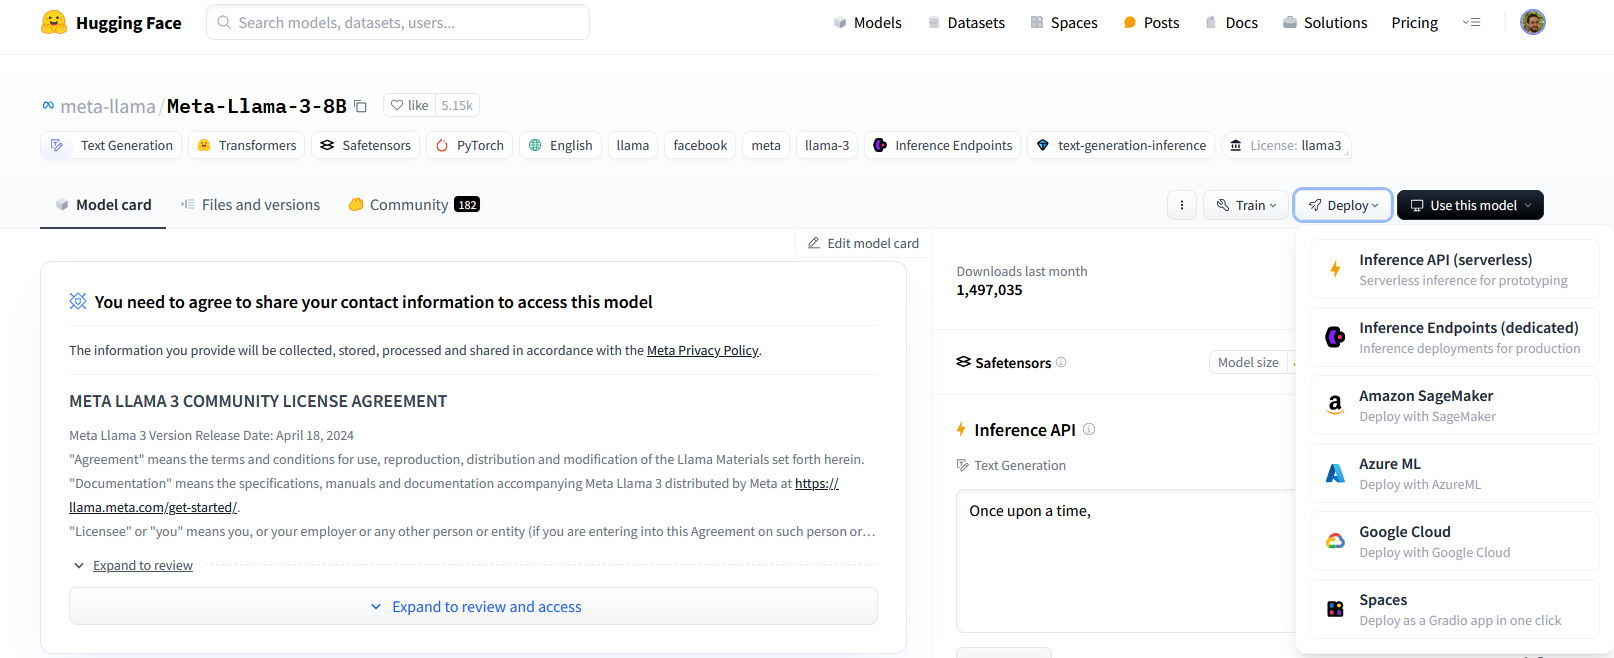 Hugging Face
Search models, datasets, users...
Models
Datasets
Spaces
Posts
Docs
Solutions
Pricing
meta-llama/Meta-Llama-3-8B
like 5.15k
Text Generation
Transformers
Safetensors
PyTorch
English
llama
facebook
meta
llama-3
Inference Endpoints
text-generation-inference
License: llama3
Model card
Files and versions
Community 182
Train
Deploy
Use this model
Edit model card
You need to agree to share your contact information to access this model
The information you provide will be collected, stored, processed and shared in accordance with the Meta Privacy Policy.
META LLAMA 3 COMMUNITY LICENSE AGREEMENT
Meta Llama 3 Version Release Date: April 18, 2024
"Agreement" means the terms and conditions for use, reproduction, distribution and modification of the Llama Materials set forth herein.
"Documentation" means the specifications, manuals and documentation accompanying Meta Llama 3 distributed by Meta at https://
llama.meta.com/get-started/.
"Licensee" or "you" means you, or your employer or any other person or entity (if you are entering into this Agreement on such person or…
Expand to review
Expand to review and access
Downloads last month
1,497,035
Safetensors
Model size
Inference API
Text Generation
Once upon a time,
Inference API (serverless)
Serverless inference for prototyping
Inference Endpoints (dedicated)
Inference deployments for production
Amazon SageMaker
Deploy with SageMaker
Azure ML
Deploy with AzureML
Google Cloud
Deploy with Google Cloud
Spaces
Deploy as a Gradio app in one click